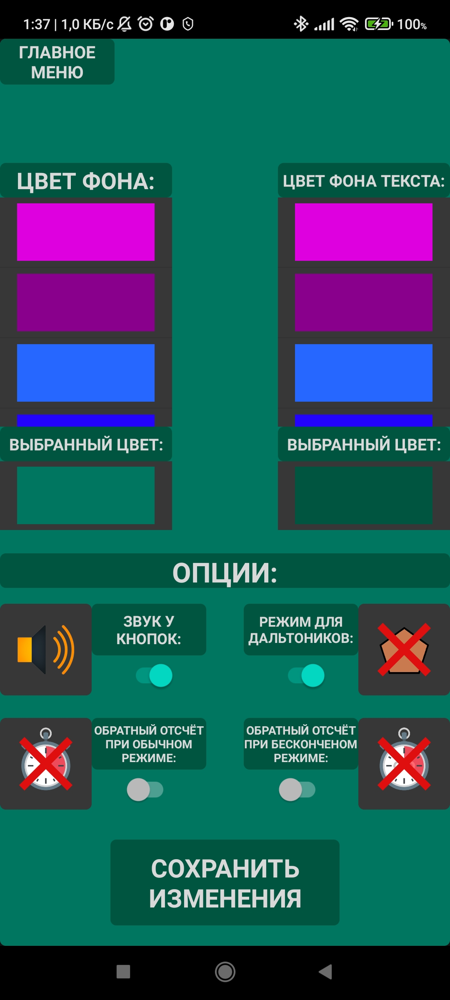 1:37 | 1,0 КБ/с 100%
ГЛАВНОЕ
МЕНЮ
ЦВЕТ ФОНА:
ЦВЕТ ФОНА ТЕКСТА:
ВЫБРАННЫЙ ЦВЕТ:
ВЫБРАННЫЙ ЦВЕТ:
ОПЦИИ:
ЗВУК У
КНОПОК:
РЕЖИМ ДЛЯ
ДАЛЬТОНИКОВ:
ОБРАТНЫЙ ОТСЧЁТ
ПРИ ОБЫЧНОМ
РЕЖИМЕ:
ОБРАТНЫЙ ОТСЧЁТ
ПРИ БЕСКОНЧЕНОМ
РЕЖИМЕ:
СОХРАНИТЬ
ИЗМЕНЕНИЯ